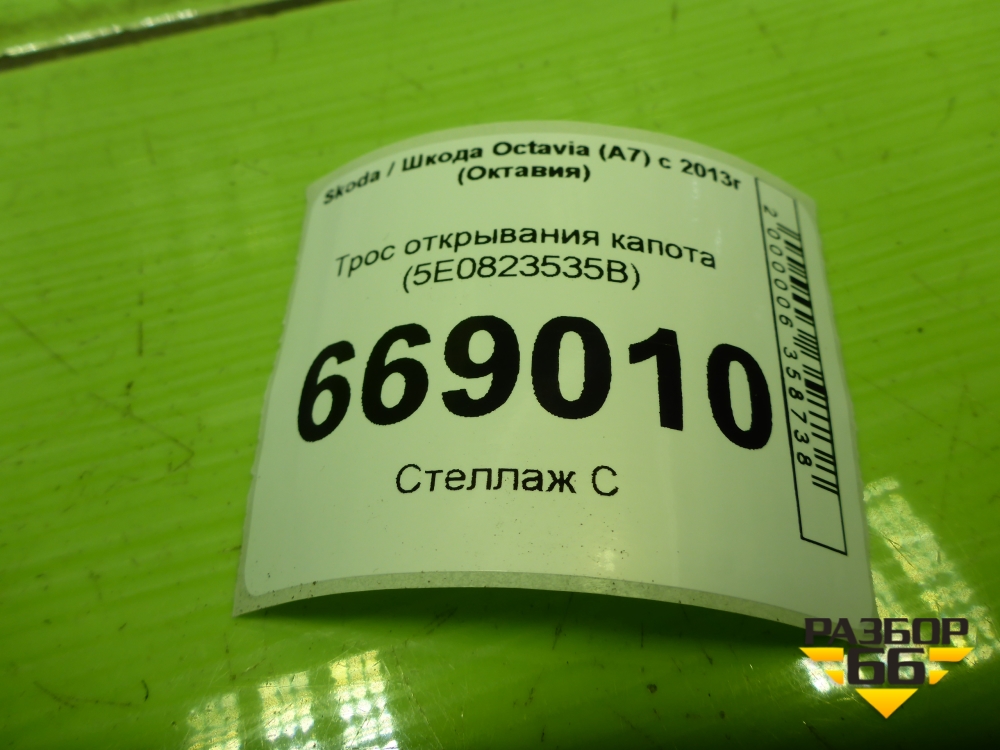 Skoda / Шкода Octavia (A7) с 2013г
(Октавия)
Трос открывания капота
(5E0823535B)
669010
Стеллаж С
2000006358738
РАЗБОР
66